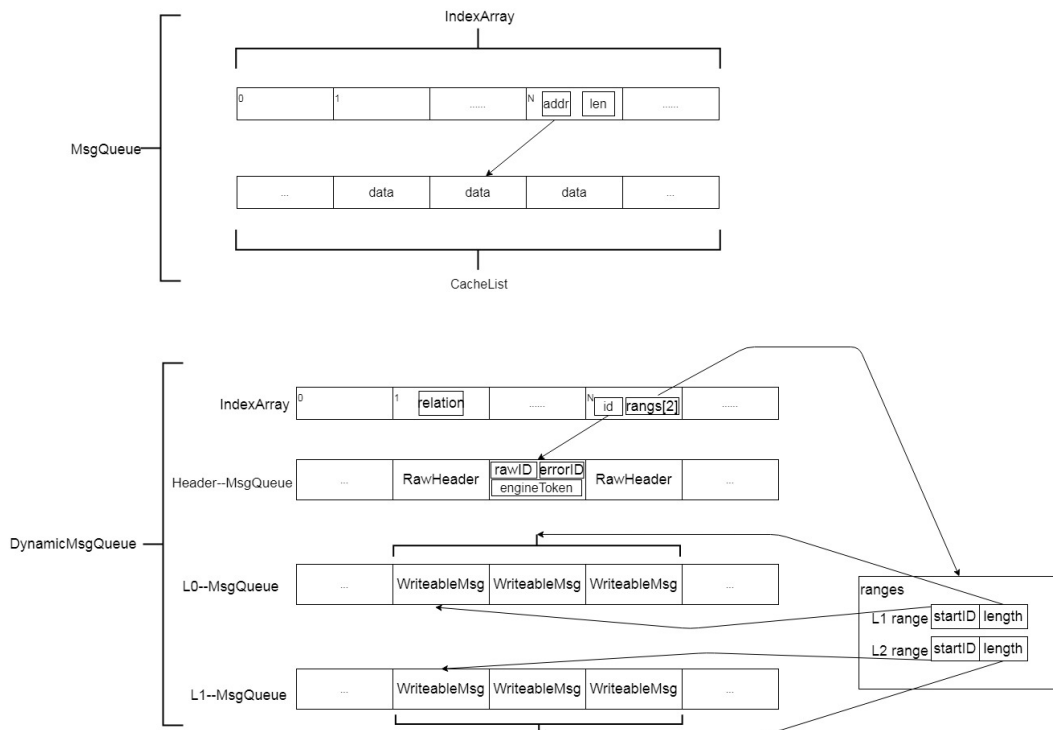 IndexArray
0 1 ...... N addr len ......
MsgQueue
... data data data ...
CacheList
IndexArray 0 1 relation ...... N id rangs[2] ......
Header--MsgQueue ... RawHeader rawID errorID RawHeader ...
engineToken
DynamicMsgQueue
L0--MsgQueue ... WriteableMsg WriteableMsg WriteableMsg ...
ranges
L1 range startID length
L2 range startID length
L1--MsgQueue ... WriteableMsg WriteableMsg WriteableMsg ...